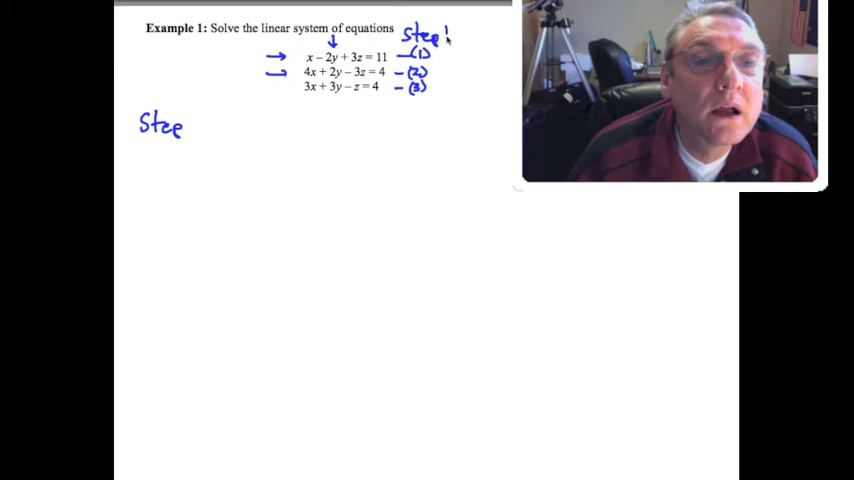 Example 1: Solve the linear system of equations Step 1
x – 2y + 3z = 11 –(1)
4x + 2y – 3z = 4 –(2)
3x + 3y – z = 4 –(3)
Step